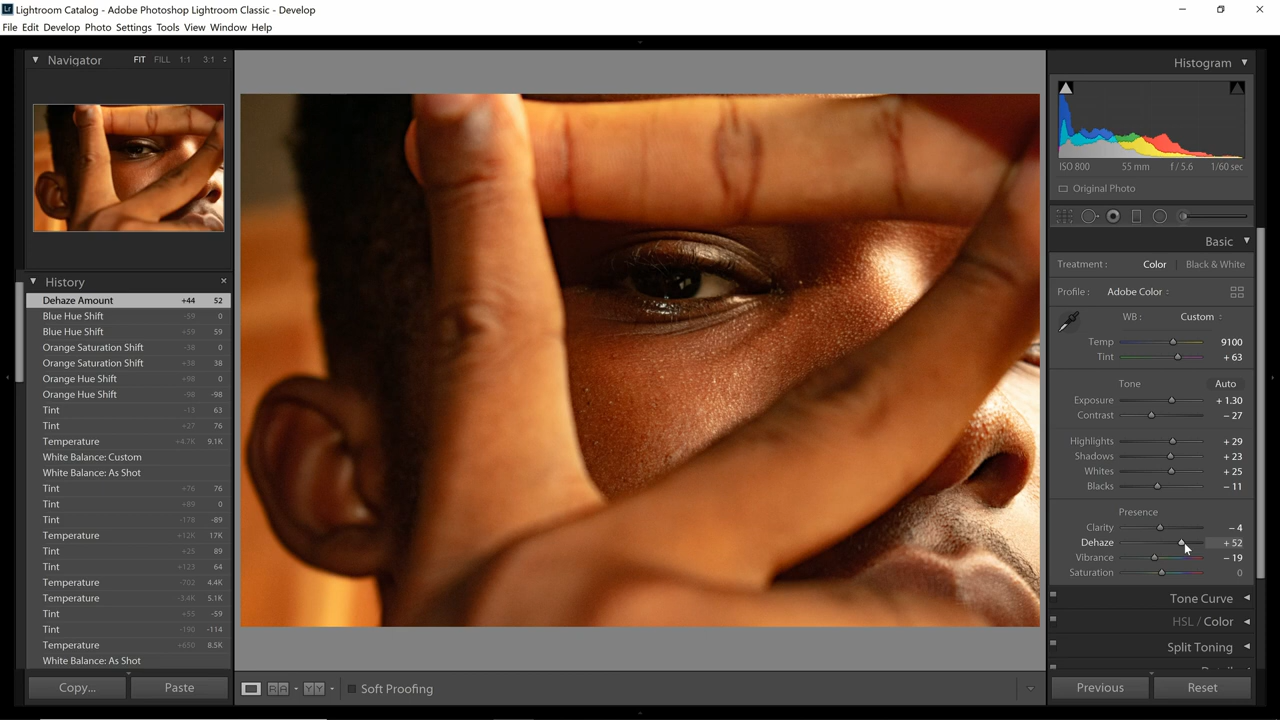 Lr Lightroom Catalog - Adobe Photoshop Lightroom Classic - Develop
File Edit Develop Photo Settings Tools View Window Help
Navigator FIT FILL 1:1 3:1
History
Dehaze Amount +44 52
Blue Hue Shift -59 0
Blue Hue Shift +59 59
Orange Saturation Shift -38 0
Orange Saturation Shift +38 38
Orange Hue Shift +98 0
Orange Hue Shift -98 -98
Tint -13 63
Tint +27 76
Temperature +4.7K 9.1K
White Balance: Custom
White Balance: As Shot
Tint +76 76
Tint +89 0
Tint -178 -89
Temperature +12K 17K
Tint +25 89
Tint +123 64
Temperature -702 4.4K
Temperature -3.4K 5.1K
Tint +55 -59
Tint -190 -114
Temperature +650 8.5K
White Balance: As Shot
Copy... Paste
Soft Proofing
Histogram
ISO 800 55 mm f / 5.6 1/60 sec
Original Photo
Basic
Treatment : Color Black & White
Profile : Adobe Color
WB : Custom
Temp 9100
Tint + 63
Tone Auto
Exposure + 1.30
Contrast – 27
Highlights + 29
Shadows + 23
Whites + 25
Blacks – 11
Presence
Clarity – 4
Dehaze + 52
Vibrance – 19
Saturation 0
Tone Curve
HSL / Color
Split Toning
Previous Reset